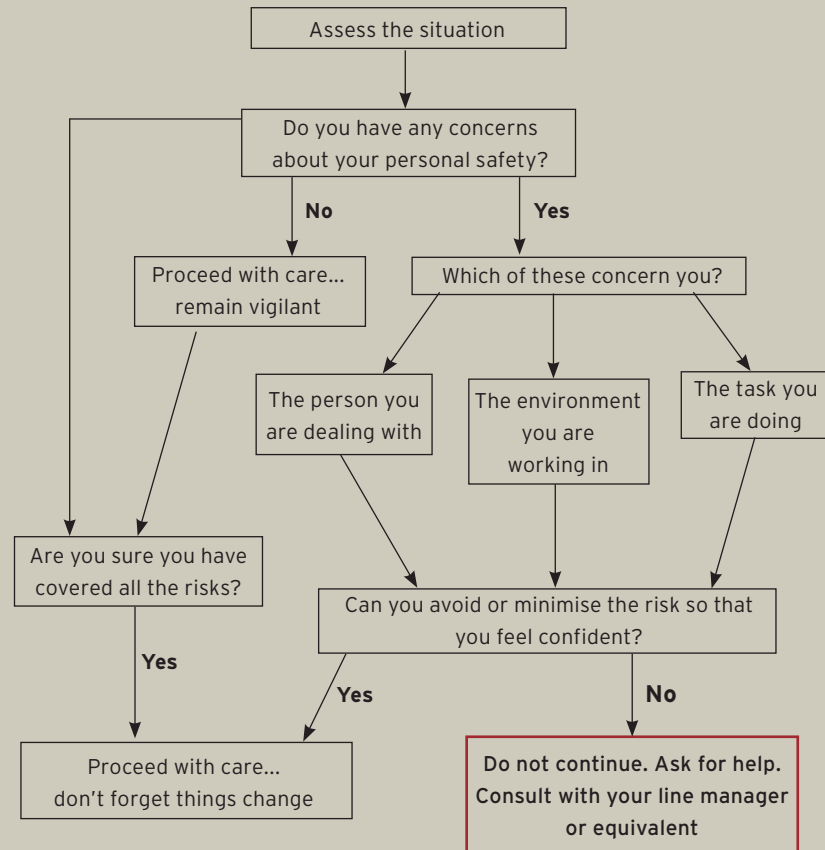 Assess the situation
Do you have any concerns
about your personal safety?
No
Yes
Proceed with care...
remain vigilant
Which of these concern you?
The person you
are dealing with
The environment
you are
working in
The task you
are doing
Are you sure you have
covered all the risks?
Can you avoid or minimise the risk so that
you feel confident?
Yes
Yes
No
Proceed with care...
don't forget things change
Do not continue. Ask for help.
Consult with your line manager
or equivalent